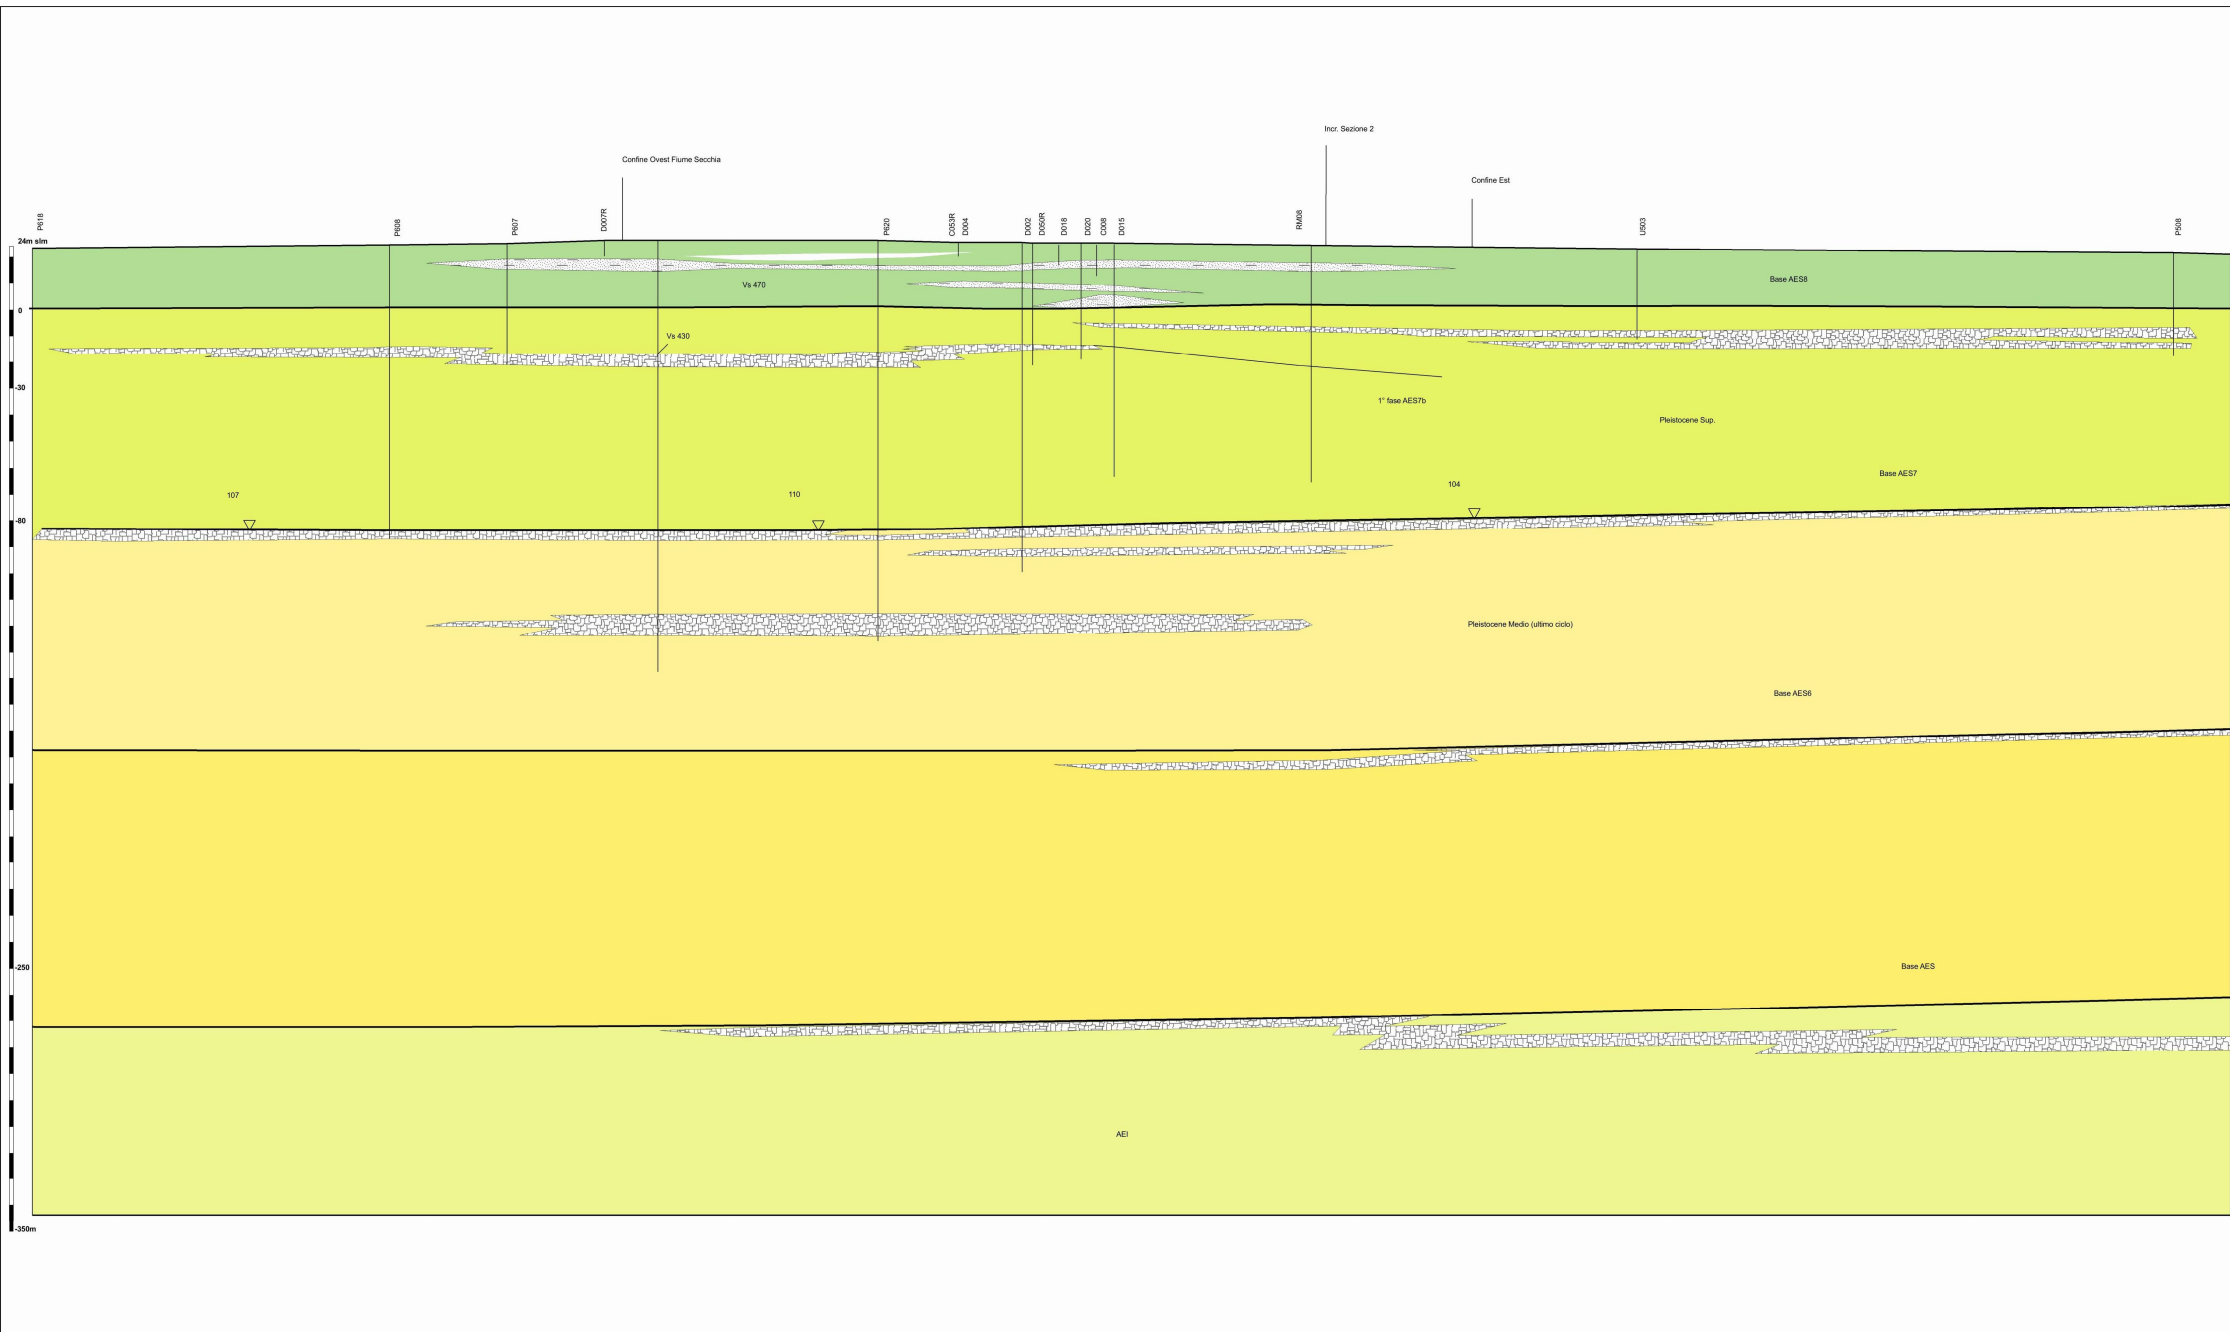 Incr. Sezione 2
Confine Ovest Fiume Secchia
Confine Est
P618
P608
P607
D007R
P620
C053R
D004
D002
D050R
D018
D020
C008
D015
RM08
U503
P508
24m slm
Base AES8
Vs 470
0
Vs 430
-30
1° fase AES7b
Pleistocene Sup.
Base AES7
107
110
104
-80
Pleistocene Medio (ultimo ciclo)
Base AES6
-250
Base AES
AEI
-350m